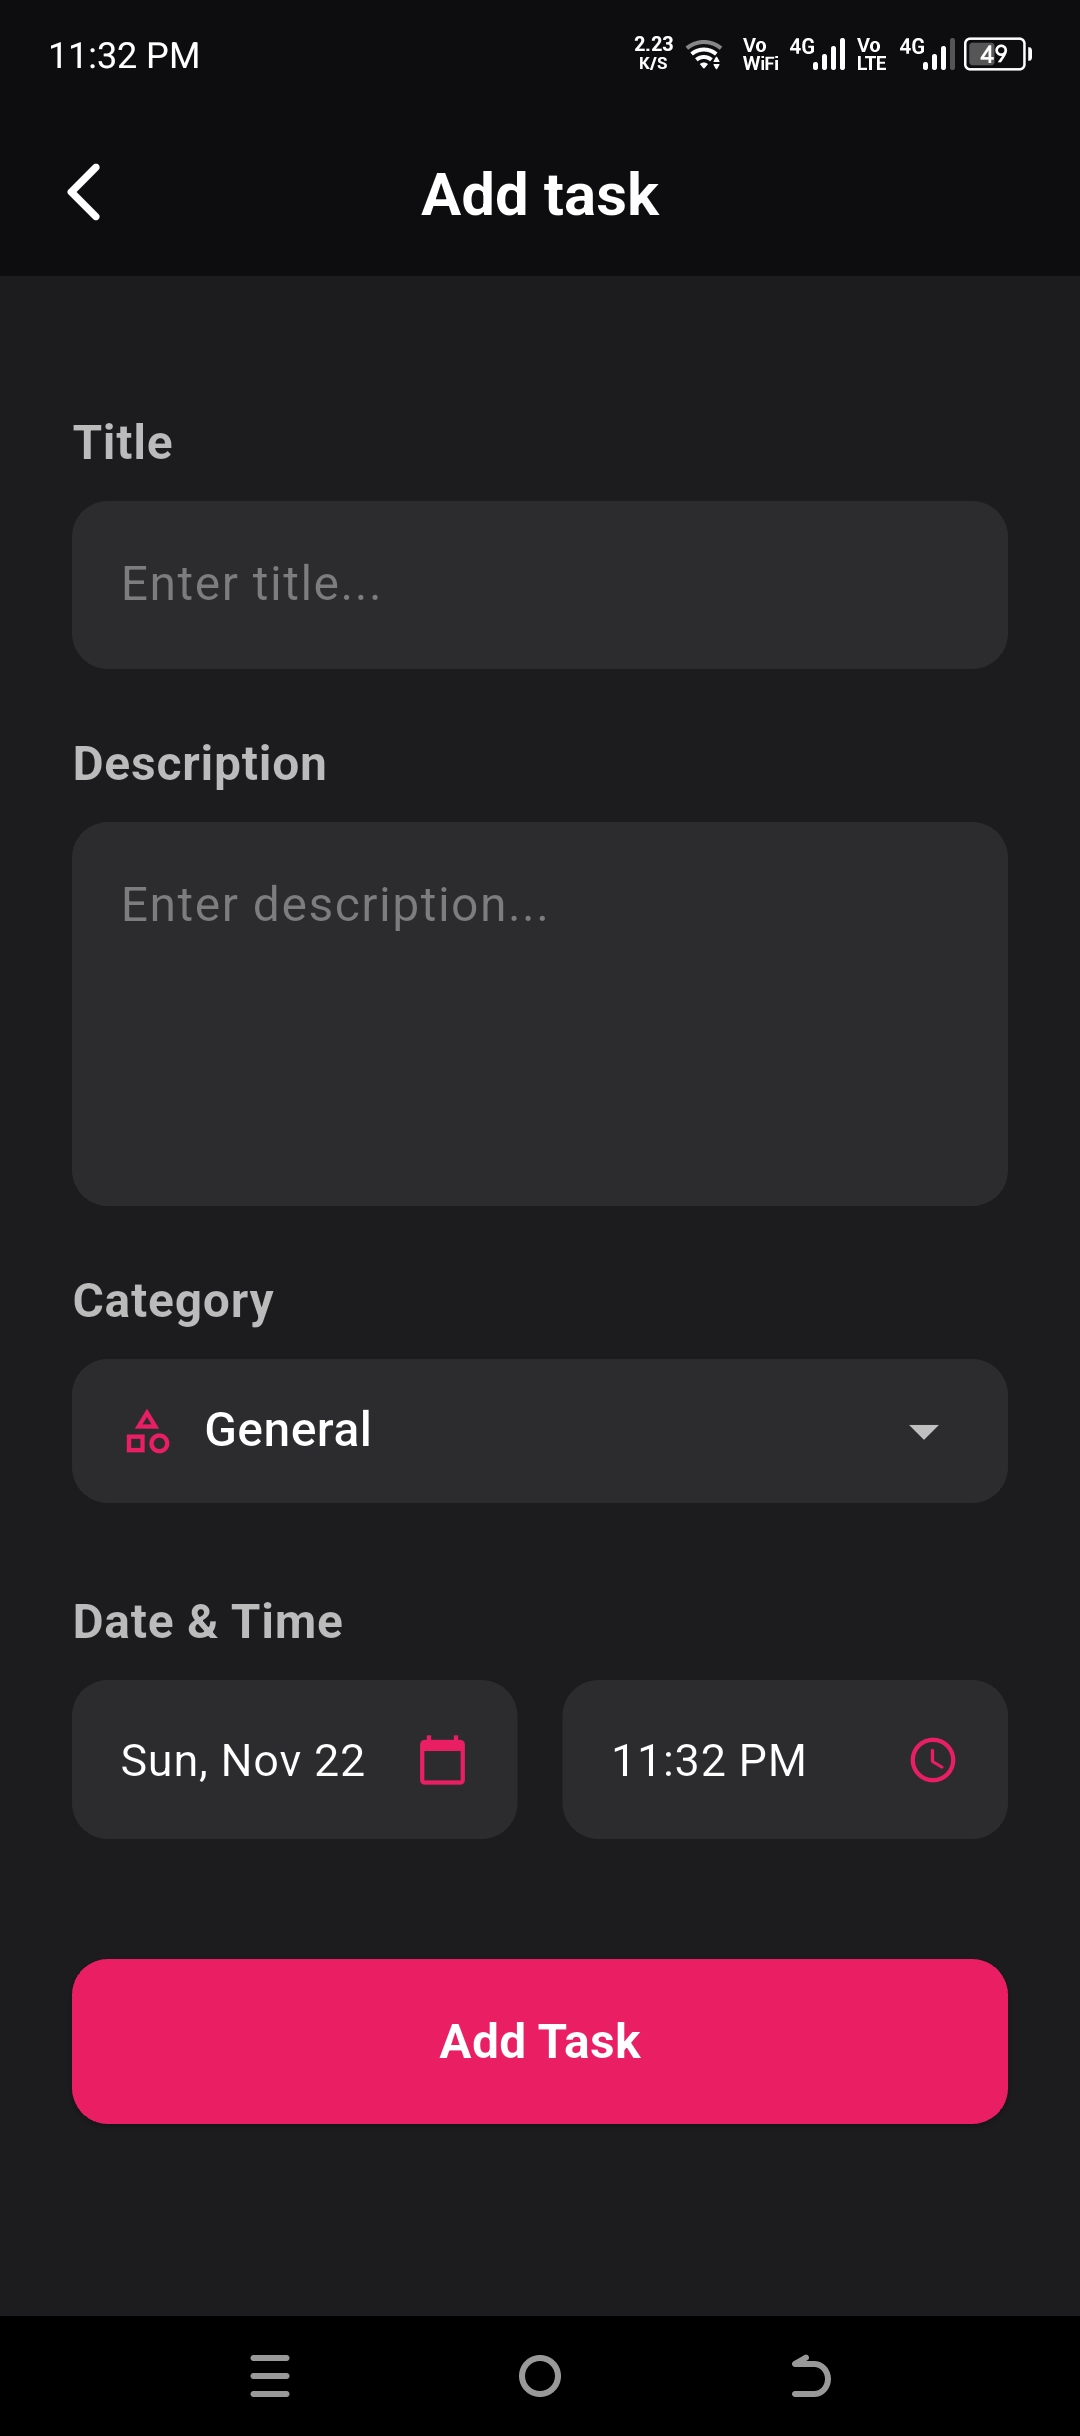 11:32 PM 2.23 K/S Vo WiFi 4G Vo LTE 4G 49
Add task
Title
Enter title...
Description
Enter description...
Category
General
Date & Time
Sun, Nov 22 11:32 PM
Add Task